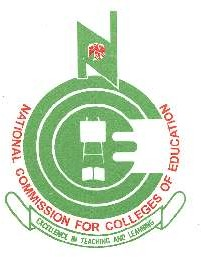 NATIONAL COMMISSION FOR COLLEGES OF EDUCATION
EXCELLENCE IN TEACHING AND LEARNING